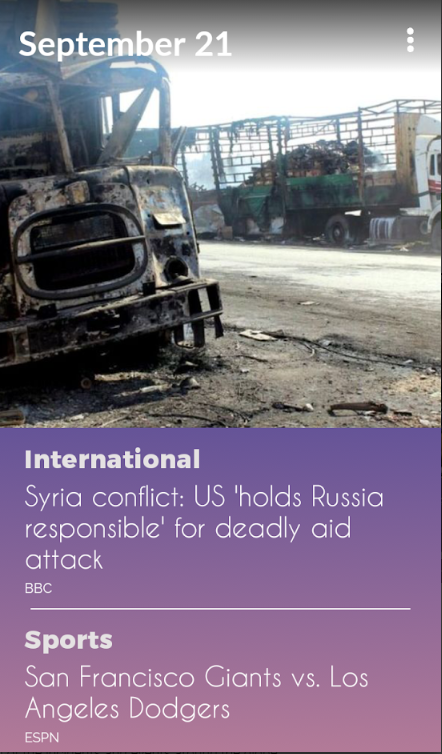 September 21
International
Syria conflict: US 'holds Russia
responsible' for deadly aid
attack
BBC
Sports
San Francisco Giants vs. Los
Angeles Dodgers
ESPN